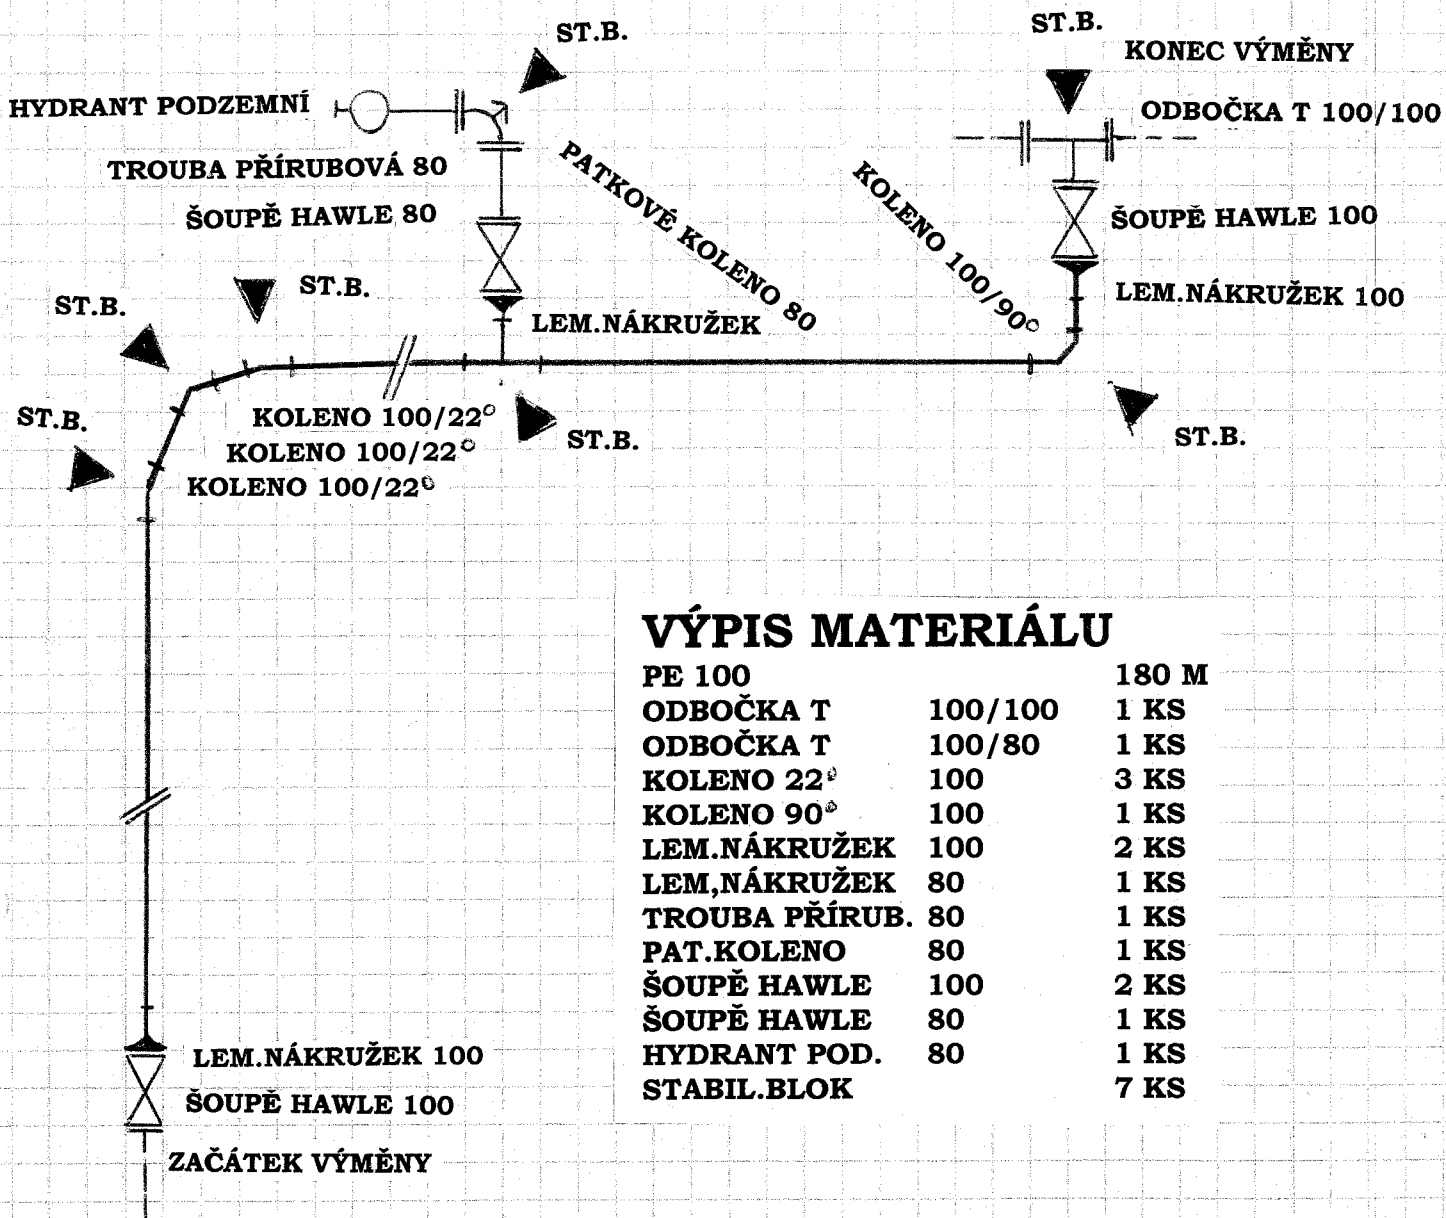 ST.B.
ST.B.
KONEC VÝMĚNY
HYDRANT PODZEMNÍ
ODBOČKA T 100/100
TROUBA PŘÍRUBOVÁ 80
PATKOVÉ KOLENO 80
KOLENO 100/90°
ŠOUPĚ HAWLE 80
ŠOUPĚ HAWLE 100
ST.B.
ST.B.
LEM.NÁKRUŽEK
LEM.NÁKRUŽEK 100
ST.B.
KOLENO 100/22°
ST.B.
ST.B.
KOLENO 100/22°
KOLENO 100/22°
VÝPIS MATERIÁLU
PE 100 180 M
ODBOČKA T 100/100 1 KS
ODBOČKA T 100/80 1 KS
KOLENO 22° 100 3 KS
KOLENO 90° 100 1 KS
LEM.NÁKRUŽEK 100 2 KS
LEM,NÁKRUŽEK 80 1 KS
TROUBA PŘÍRUB. 80 1 KS
PAT.KOLENO 80 1 KS
ŠOUPĚ HAWLE 100 2 KS
ŠOUPĚ HAWLE 80 1 KS
HYDRANT POD. 80 1 KS
STABIL.BLOK 7 KS
LEM.NÁKRUŽEK 100
ŠOUPĚ HAWLE 100
ZAČÁTEK VÝMĚNY